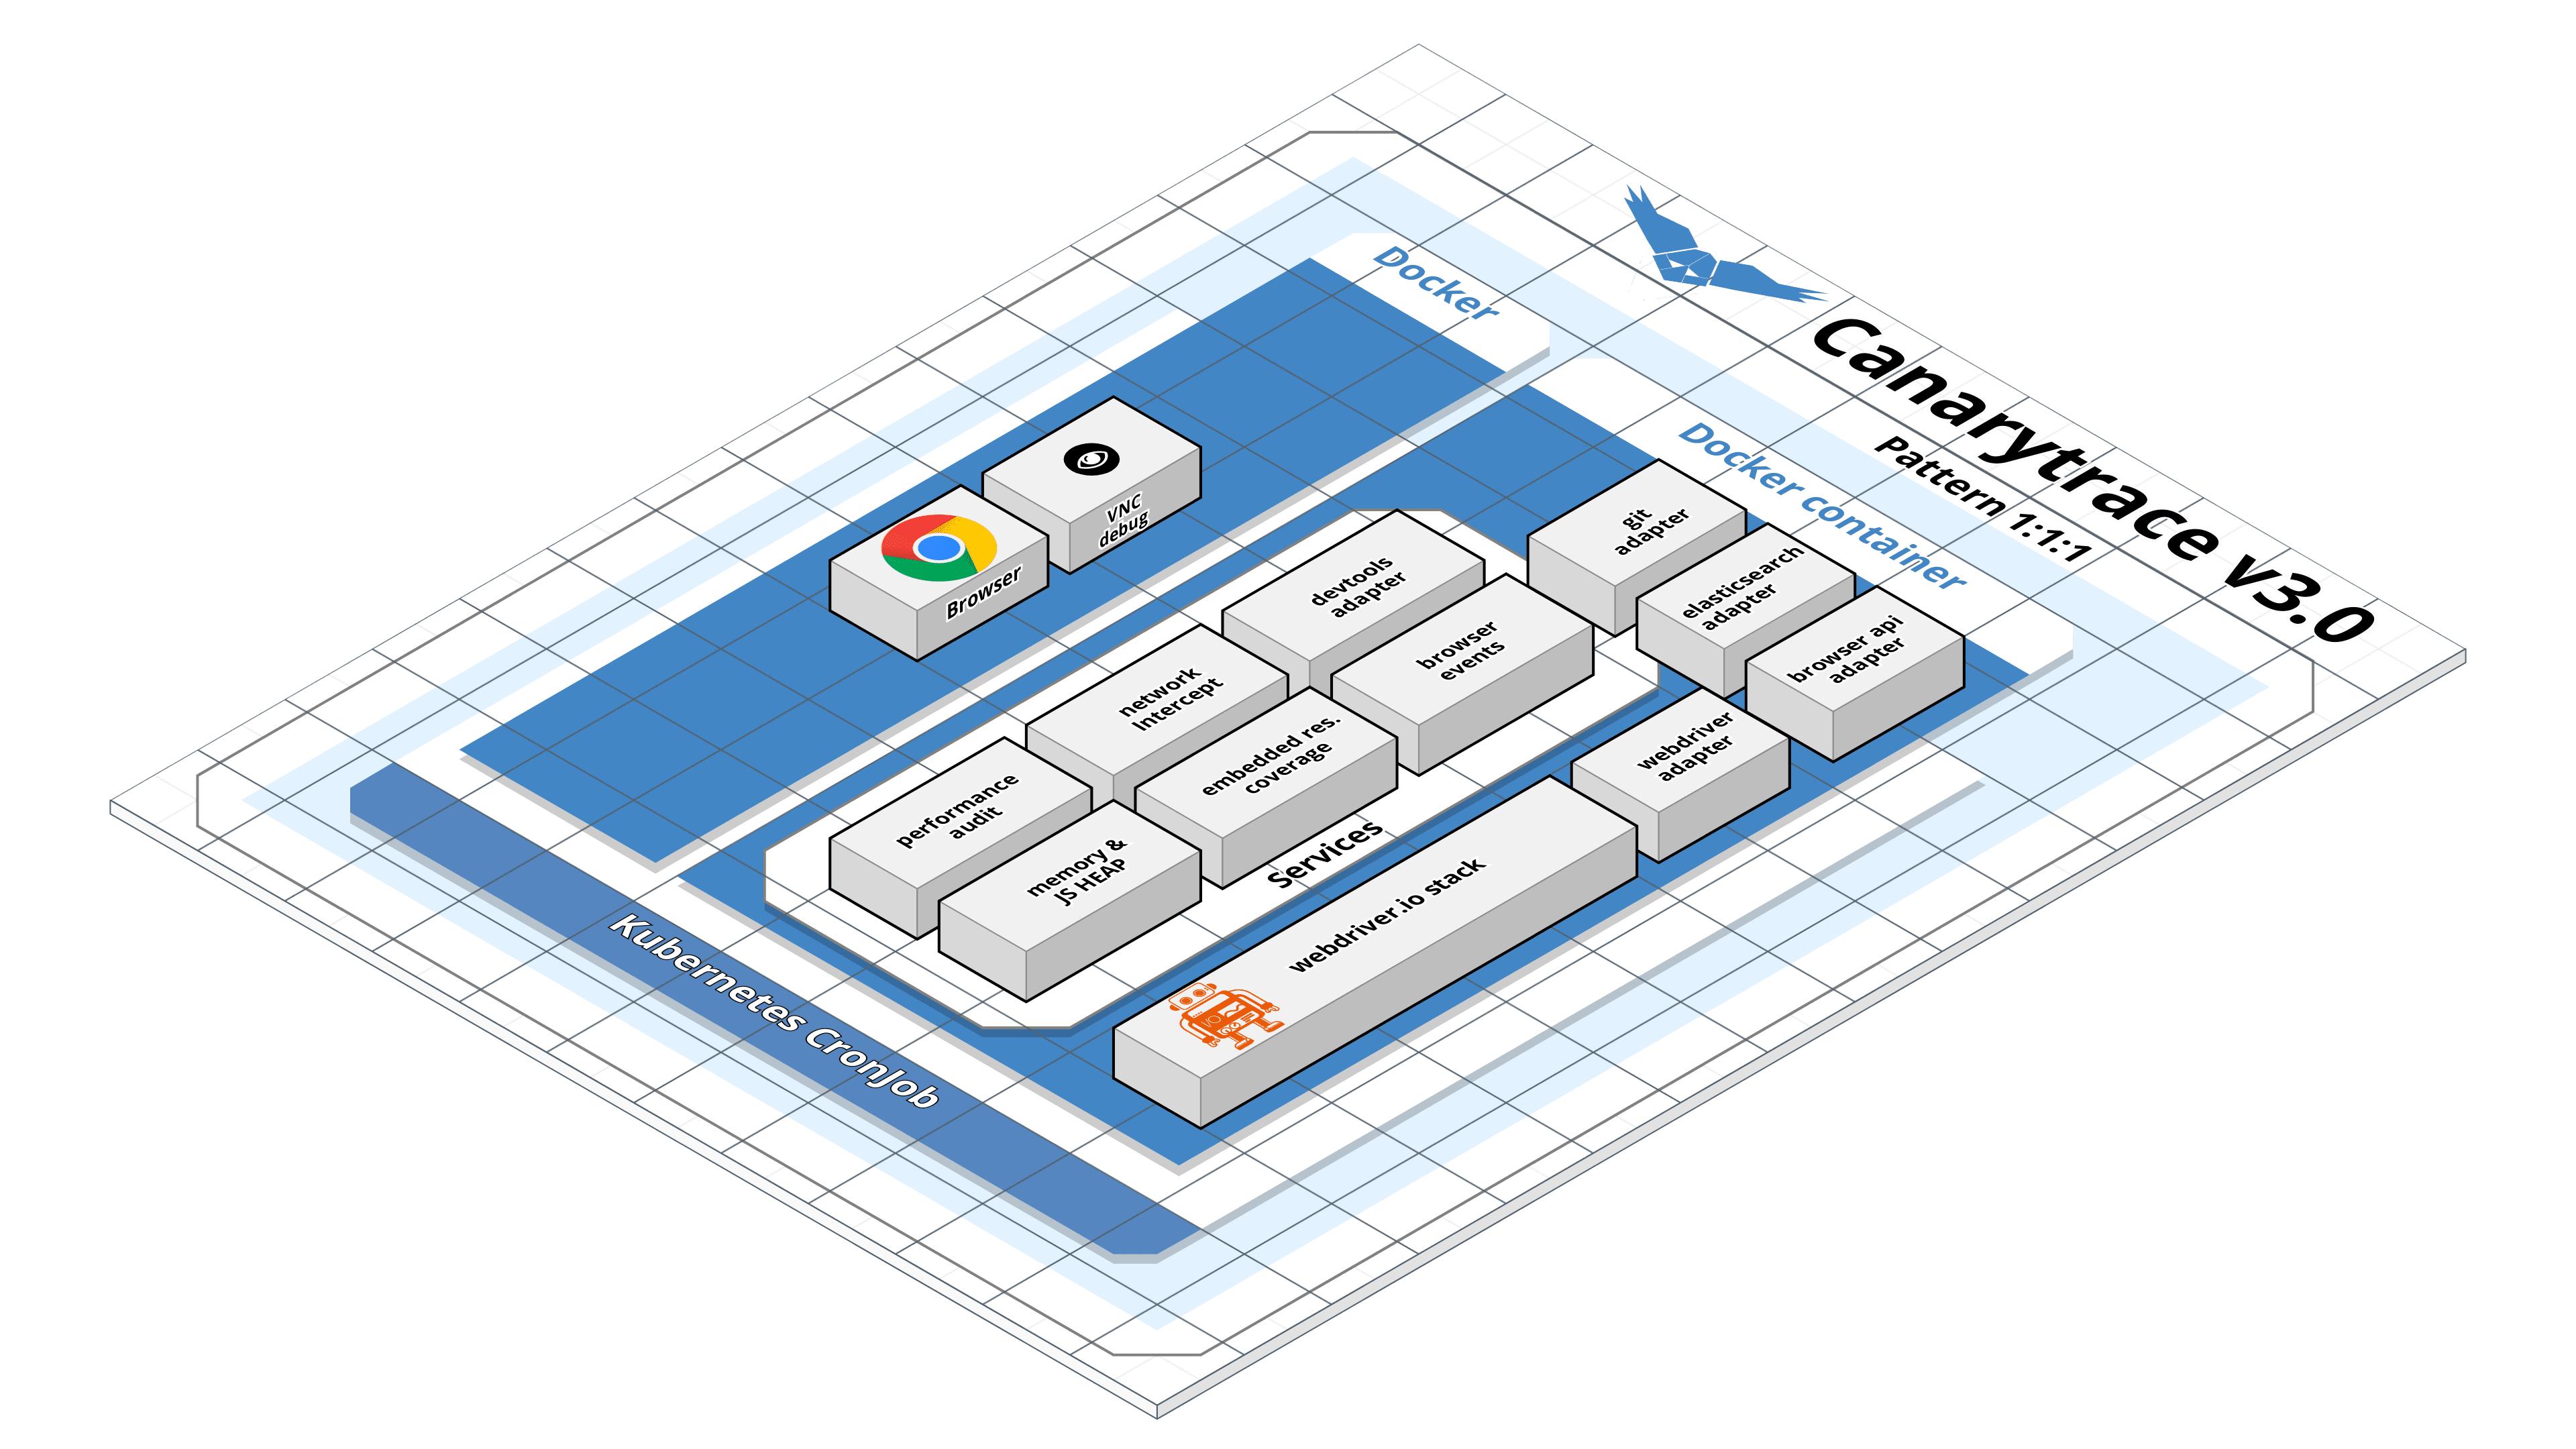 Canarytrace v3.0
Pattern 1:1:1
Docker
Docker container
VNC
debug
Browser
git
adapter
elasticsearch
adapter
browser api
adapter
webdriver
adapter
devtools
adapter
browser
events
network
Intercept
embedded res.
coverage
performance
audit
memory &
JS HEAP
Services
webdriver.io stack
Kubernetes CronJob